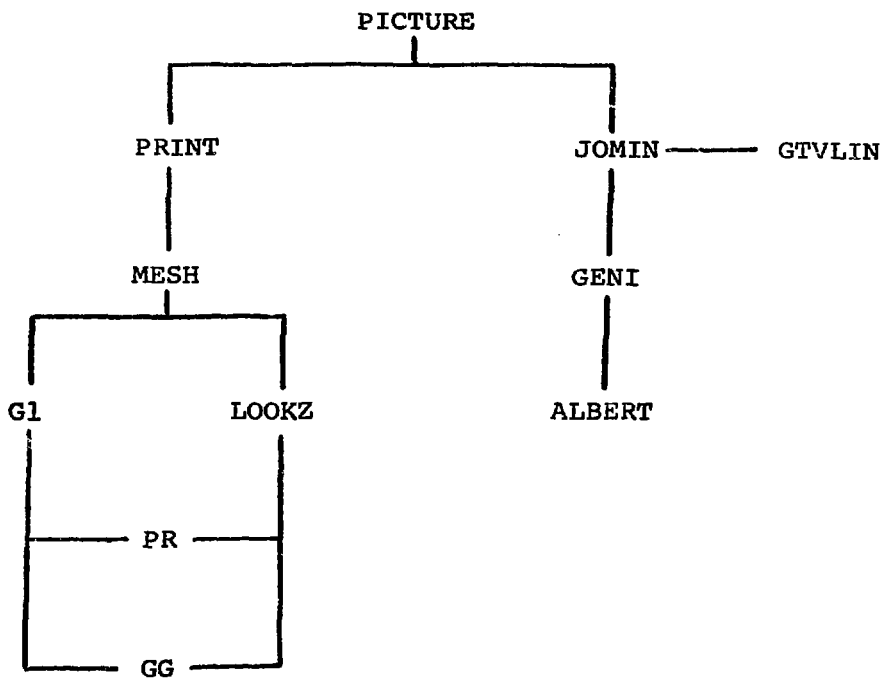 PICTURE
PRINT JOMIN GTVLIN
MESH GENI
G1 LOOKZ ALBERT
PR
GG